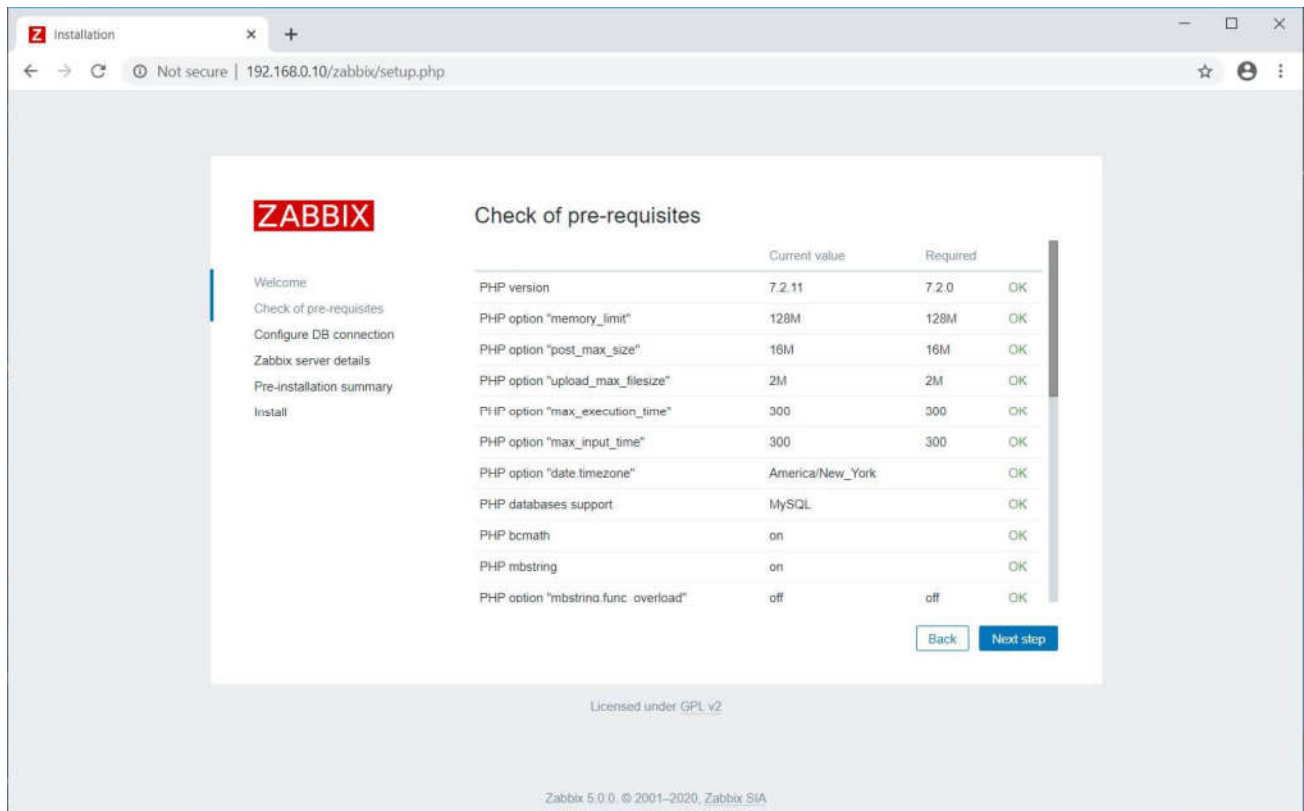 Z Installation
Not secure | 192.168.0.10/zabbix/setup.php
ZABBIX
Welcome
Check of pre-requisites
Configure DB connection
Zabbix server details
Pre-installation summary
Install
Check of pre-requisites
Current value Required
PHP version 7.2.11 7.2.0 OK
PHP option "memory_limit" 128M 128M OK
PHP option "post_max_size" 16M 16M OK
PHP option "upload_max_filesize" 2M 2M OK
PHP option "max_execution_time" 300 300 OK
PHP option "max_input_time" 300 300 OK
PHP option "date.timezone" America/New_York OK
PHP databases support MySQL OK
PHP bcmath on OK
PHP mbstring on OK
PHP option "mbstring.func_overload" off off OK
Back Next step
Licensed under GPL v2
Zabbix 5.0.0. © 2001–2020, Zabbix SIA